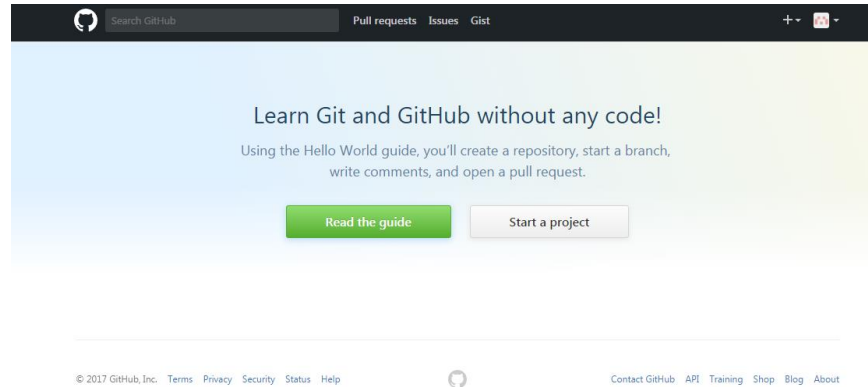 Search GitHub Pull requests Issues Gist
Learn Git and GitHub without any code!
Using the Hello World guide, you'll create a repository, start a branch,
write comments, and open a pull request.
Read the guide Start a project
© 2017 GitHub, Inc. Terms Privacy Security Status Help Contact GitHub API Training Shop Blog About